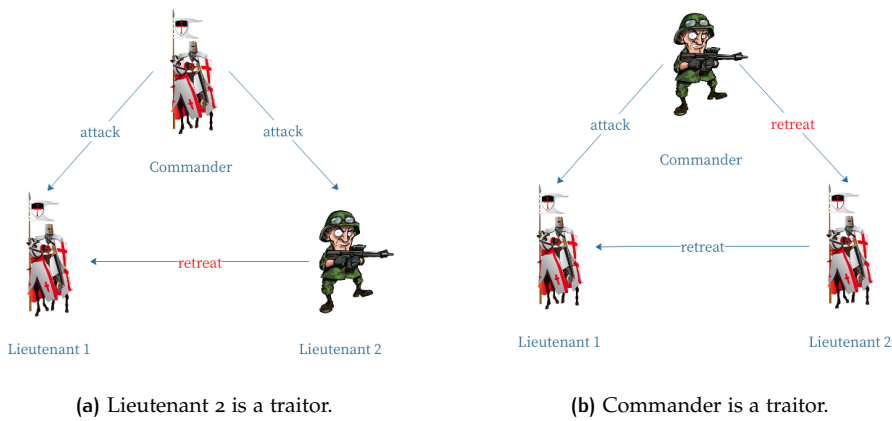 attack
attack
Commander
retreat
Lieutenant 1
Lieutenant 2
(a) Lieutenant 2 is a traitor.
attack
retreat
Commander
retreat
Lieutenant 1
Lieutenant 2
(b) Commander is a traitor.